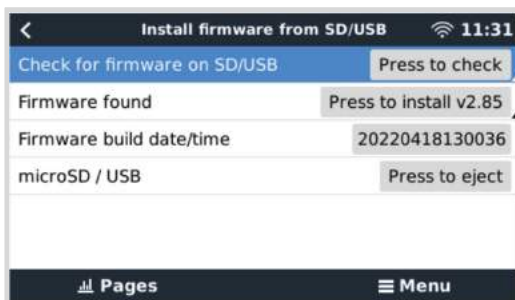 Install firmware from SD/USB 11:31
Check for firmware on SD/USB Press to check
Firmware found Press to install v2.85
Firmware build date/time 20220418130036
microSD / USB Press to eject
Pages Menu